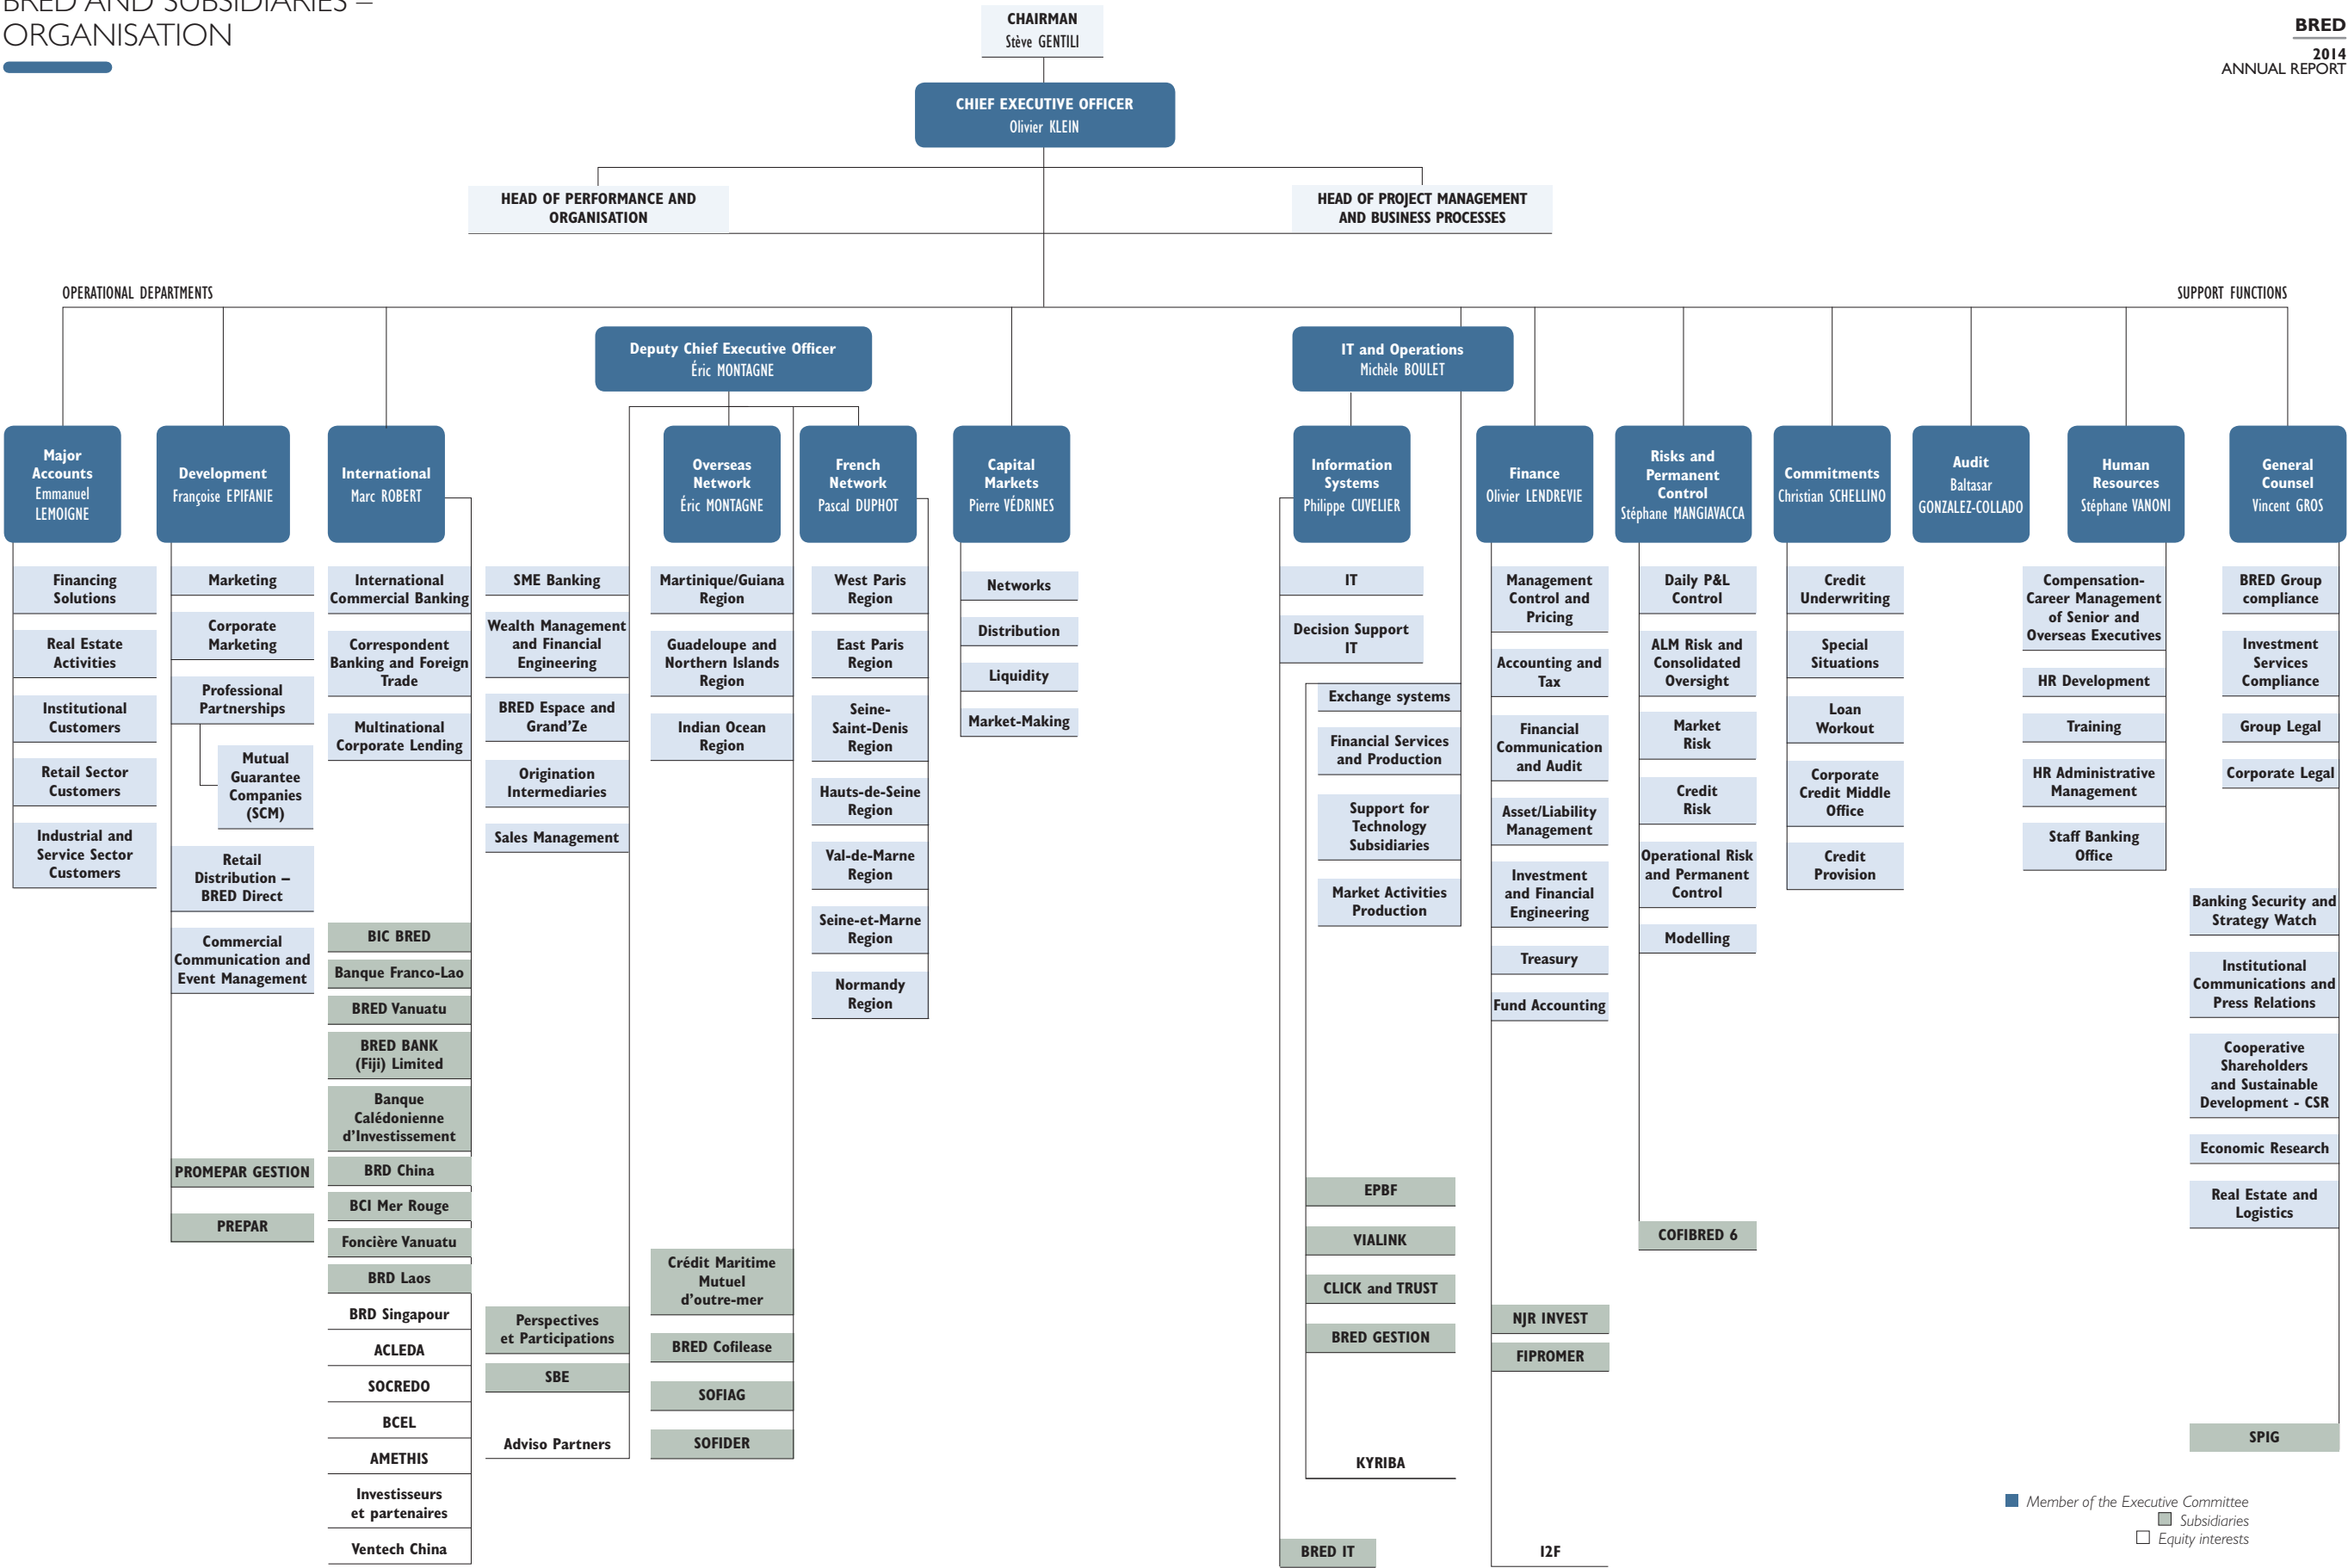 BRED AND SUBSIDIARIES –
ORGANISATION
BRED
2014
ANNUAL REPORT
CHAIRMAN
Stève GENTILI
CHIEF EXECUTIVE OFFICER
Olivier KLEIN
HEAD OF PERFORMANCE AND
ORGANISATION
HEAD OF PROJECT MANAGEMENT
AND BUSINESS PROCESSES
OPERATIONAL DEPARTMENTS
SUPPORT FUNCTIONS
Deputy Chief Executive Officer
Éric MONTAGNE
IT and Operations
Michèle BOULET
Major
Accounts
Emmanuel
LEMOIGNE
Financing
Solutions
Real Estate
Activities
Institutional
Customers
Retail Sector
Customers
Industrial and
Service Sector
Customers
Development
Françoise EPIFANIE
Marketing
Corporate
Marketing
Professional
Partnerships
Mutual
Guarantee
Companies
(SCM)
Retail
Distribution –
BRED Direct
Commercial
Communication and
Event Management
PROMEPAR GESTION
PREPAR
International
Marc ROBERT
International
Commercial Banking
Correspondent
Banking and Foreign
Trade
Multinational
Corporate Lending
BIC BRED
Banque Franco-Lao
BRED Vanuatu
BRED BANK
(Fiji) Limited
Banque
Calédonienne
d'Investissement
BRD China
BCI Mer Rouge
Foncière Vanuatu
BRD Laos
BRD Singapour
ACLEDA
SOCREDO
BCEL
AMETHIS
Investisseurs
et partenaires
Ventech China
SME Banking
Wealth Management
and Financial
Engineering
BRED Espace and
Grand'Ze
Origination
Intermediaries
Sales Management
Perspectives
et Participations
SBE
Adviso Partners
Overseas
Network
Éric MONTAGNE
Martinique/Guiana
Region
Guadeloupe and
Northern Islands
Region
Indian Ocean
Region
Crédit Maritime
Mutuel
d'outre-mer
BRED Cofilease
SOFIAG
SOFIDER
French
Network
Pascal DUPHOT
West Paris
Region
East Paris
Region
Seine-
Saint-Denis
Region
Hauts-de-Seine
Region
Val-de-Marne
Region
Seine-et-Marne
Region
Normandy
Region
Capital
Markets
Pierre VÉDRINES
Networks
Distribution
Liquidity
Market-Making
Information
Systems
Philippe CUVELIER
IT
Decision Support
IT
Exchange systems
Financial Services
and Production
Support for
Technology
Subsidiaries
Market Activities
Production
EPBF
VIALINK
CLICK and TRUST
BRED GESTION
KYRIBA
BRED IT
Finance
Olivier LENDREVIE
Management
Control and
Pricing
Accounting and
Tax
Financial
Communication
and Audit
Asset/Liability
Management
Investment
and Financial
Engineering
Treasury
Fund Accounting
NJR INVEST
FIPROMER
I2F
Risks and
Permanent
Control
Stéphane MANGIAVACCA
Daily P&L
Control
ALM Risk and
Consolidated
Oversight
Market
Risk
Credit
Risk
Operational Risk
and Permanent
Control
Modelling
COFIBRED 6
Commitments
Christian SCHELLINO
Credit
Underwriting
Special
Situations
Loan
Workout
Corporate
Credit Middle
Office
Credit
Provision
Audit
Baltasar
GONZALEZ-COLLADO
Human
Resources
Stéphane VANONI
Compensation-
Career Management
of Senior and
Overseas Executives
HR Development
Training
HR Administrative
Management
Staff Banking
Office
General
Counsel
Vincent GROS
BRED Group
compliance
Investment
Services
Compliance
Group Legal
Corporate Legal
Banking Security and
Strategy Watch
Institutional
Communications and
Press Relations
Cooperative
Shareholders
and Sustainable
Development - CSR
Economic Research
Real Estate and
Logistics
SPIG
Member of the Executive Committee
Subsidiaries
Equity interests